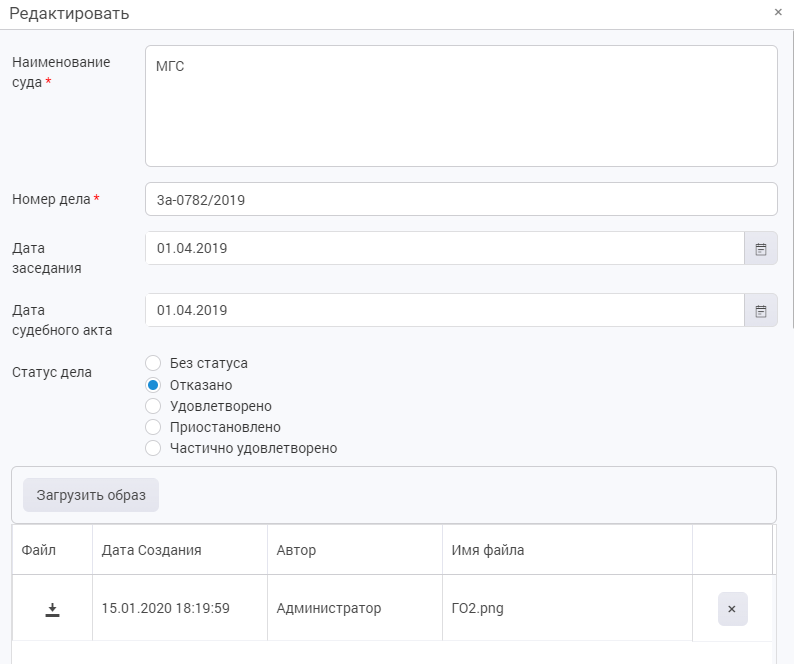 Редактировать ×
Наименование
суда *
МГС
Номер дела *
3а-0782/2019
Дата
заседания
01.04.2019
Дата
судебного акта
01.04.2019
Статус дела
Без статуса
Отказано
Удовлетворено
Приостановлено
Частично удовлетворено
Загрузить образ
Файл Дата Создания Автор Имя файла
15.01.2020 18:19:59 Администратор ГО2.png ×